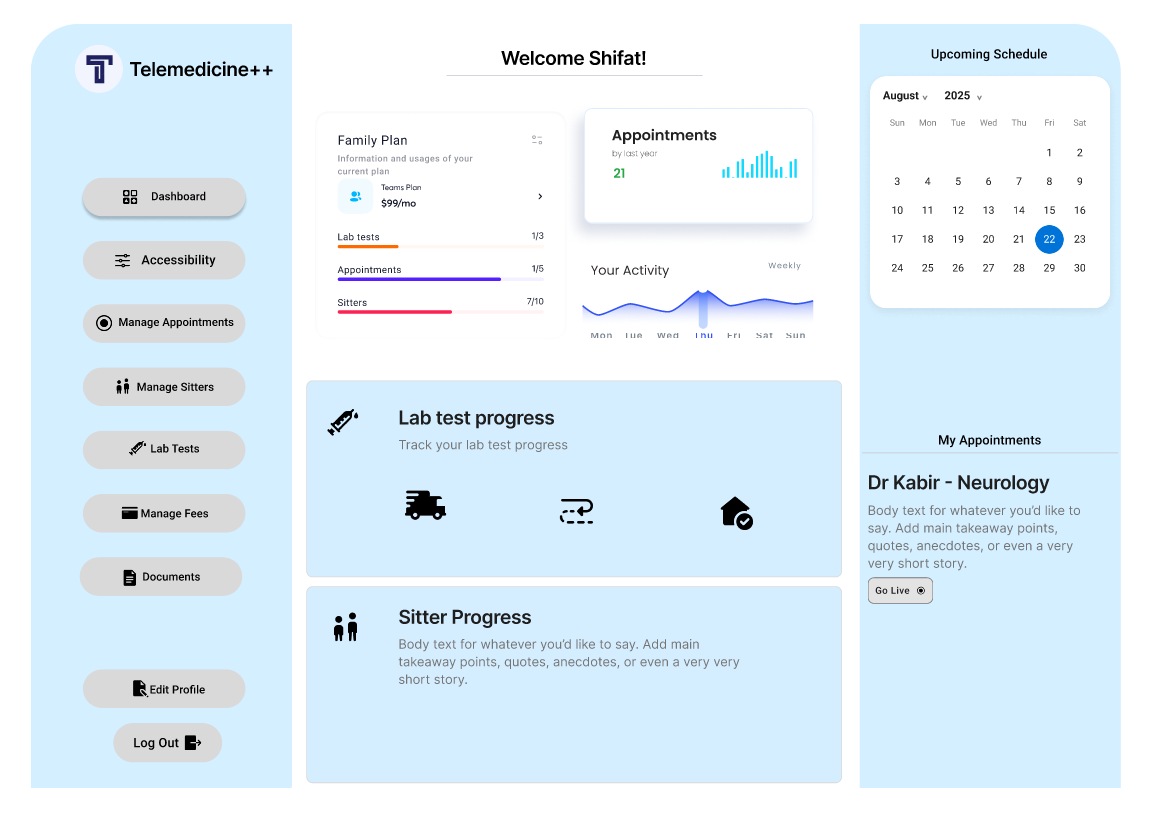 Telemedicine++
Dashboard
Accessibility
Manage Appointments
Manage Sitters
Lab Tests
Manage Fees
Documents
Edit Profile
Log Out
Welcome Shifat!
Family Plan
Information and usages of your
current plan
Teams Plan
$99/mo
Lab tests 1/3
Appointments 1/5
Sitters 7/10
Appointments
by last year
21
Your Activity Weekly
Mon Tue Wed Thu Fri Sat Sun
Lab test progress
Track your lab test progress
Sitter Progress
Body text for whatever you'd like to say. Add main
takeaway points, quotes, anecdotes, or even a very very
short story.
Upcoming Schedule
August 2025
Sun Mon Tue Wed Thu Fri Sat
1 2
3 4 5 6 7 8 9
10 11 12 13 14 15 16
17 18 19 20 21 22 23
24 25 26 27 28 29 30
My Appointments
Dr Kabir - Neurology
Body text for whatever you'd like to
say. Add main takeaway points,
quotes, anecdotes, or even a very
very short story.
Go Live